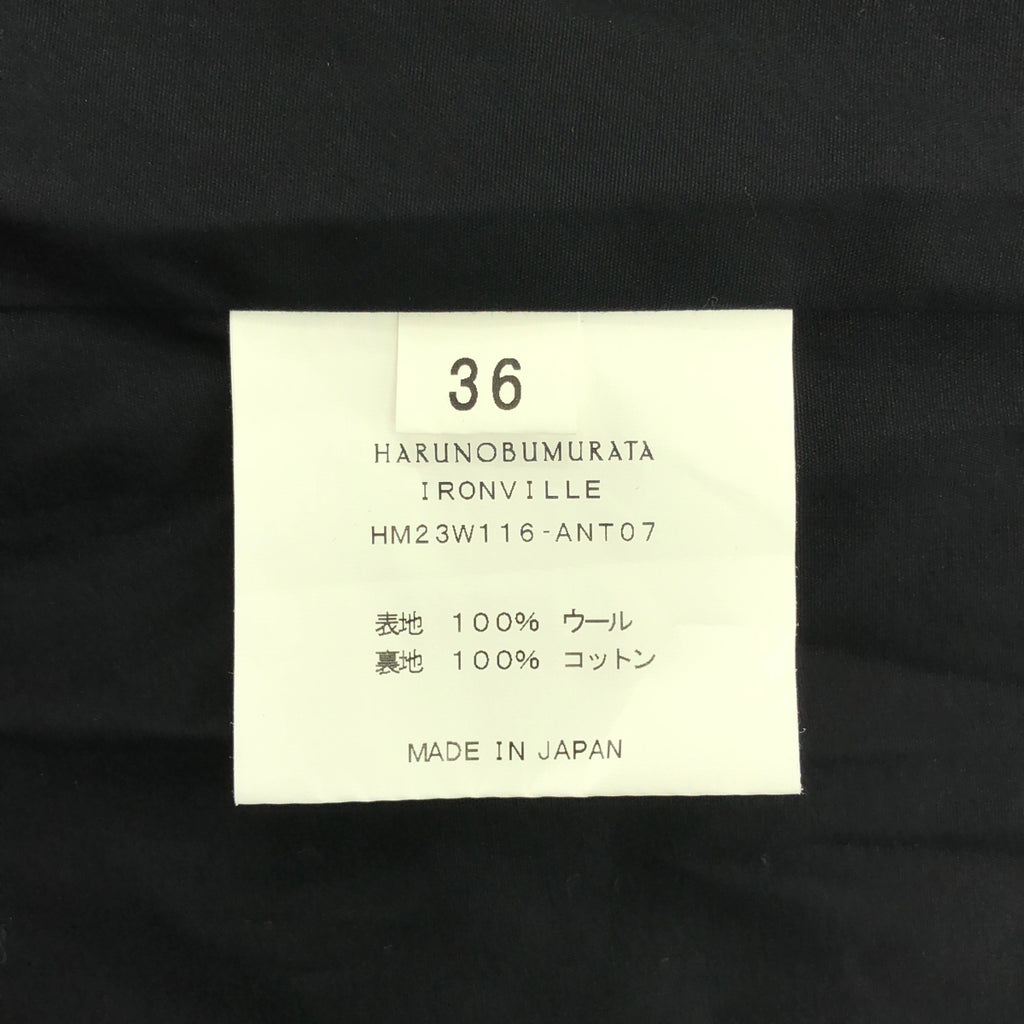 36
HARUNOBUMURATA
IRONVILLE
HM23W116-ANT07
表地 100% ウール
裏地 100% コットン
MADE IN JAPAN